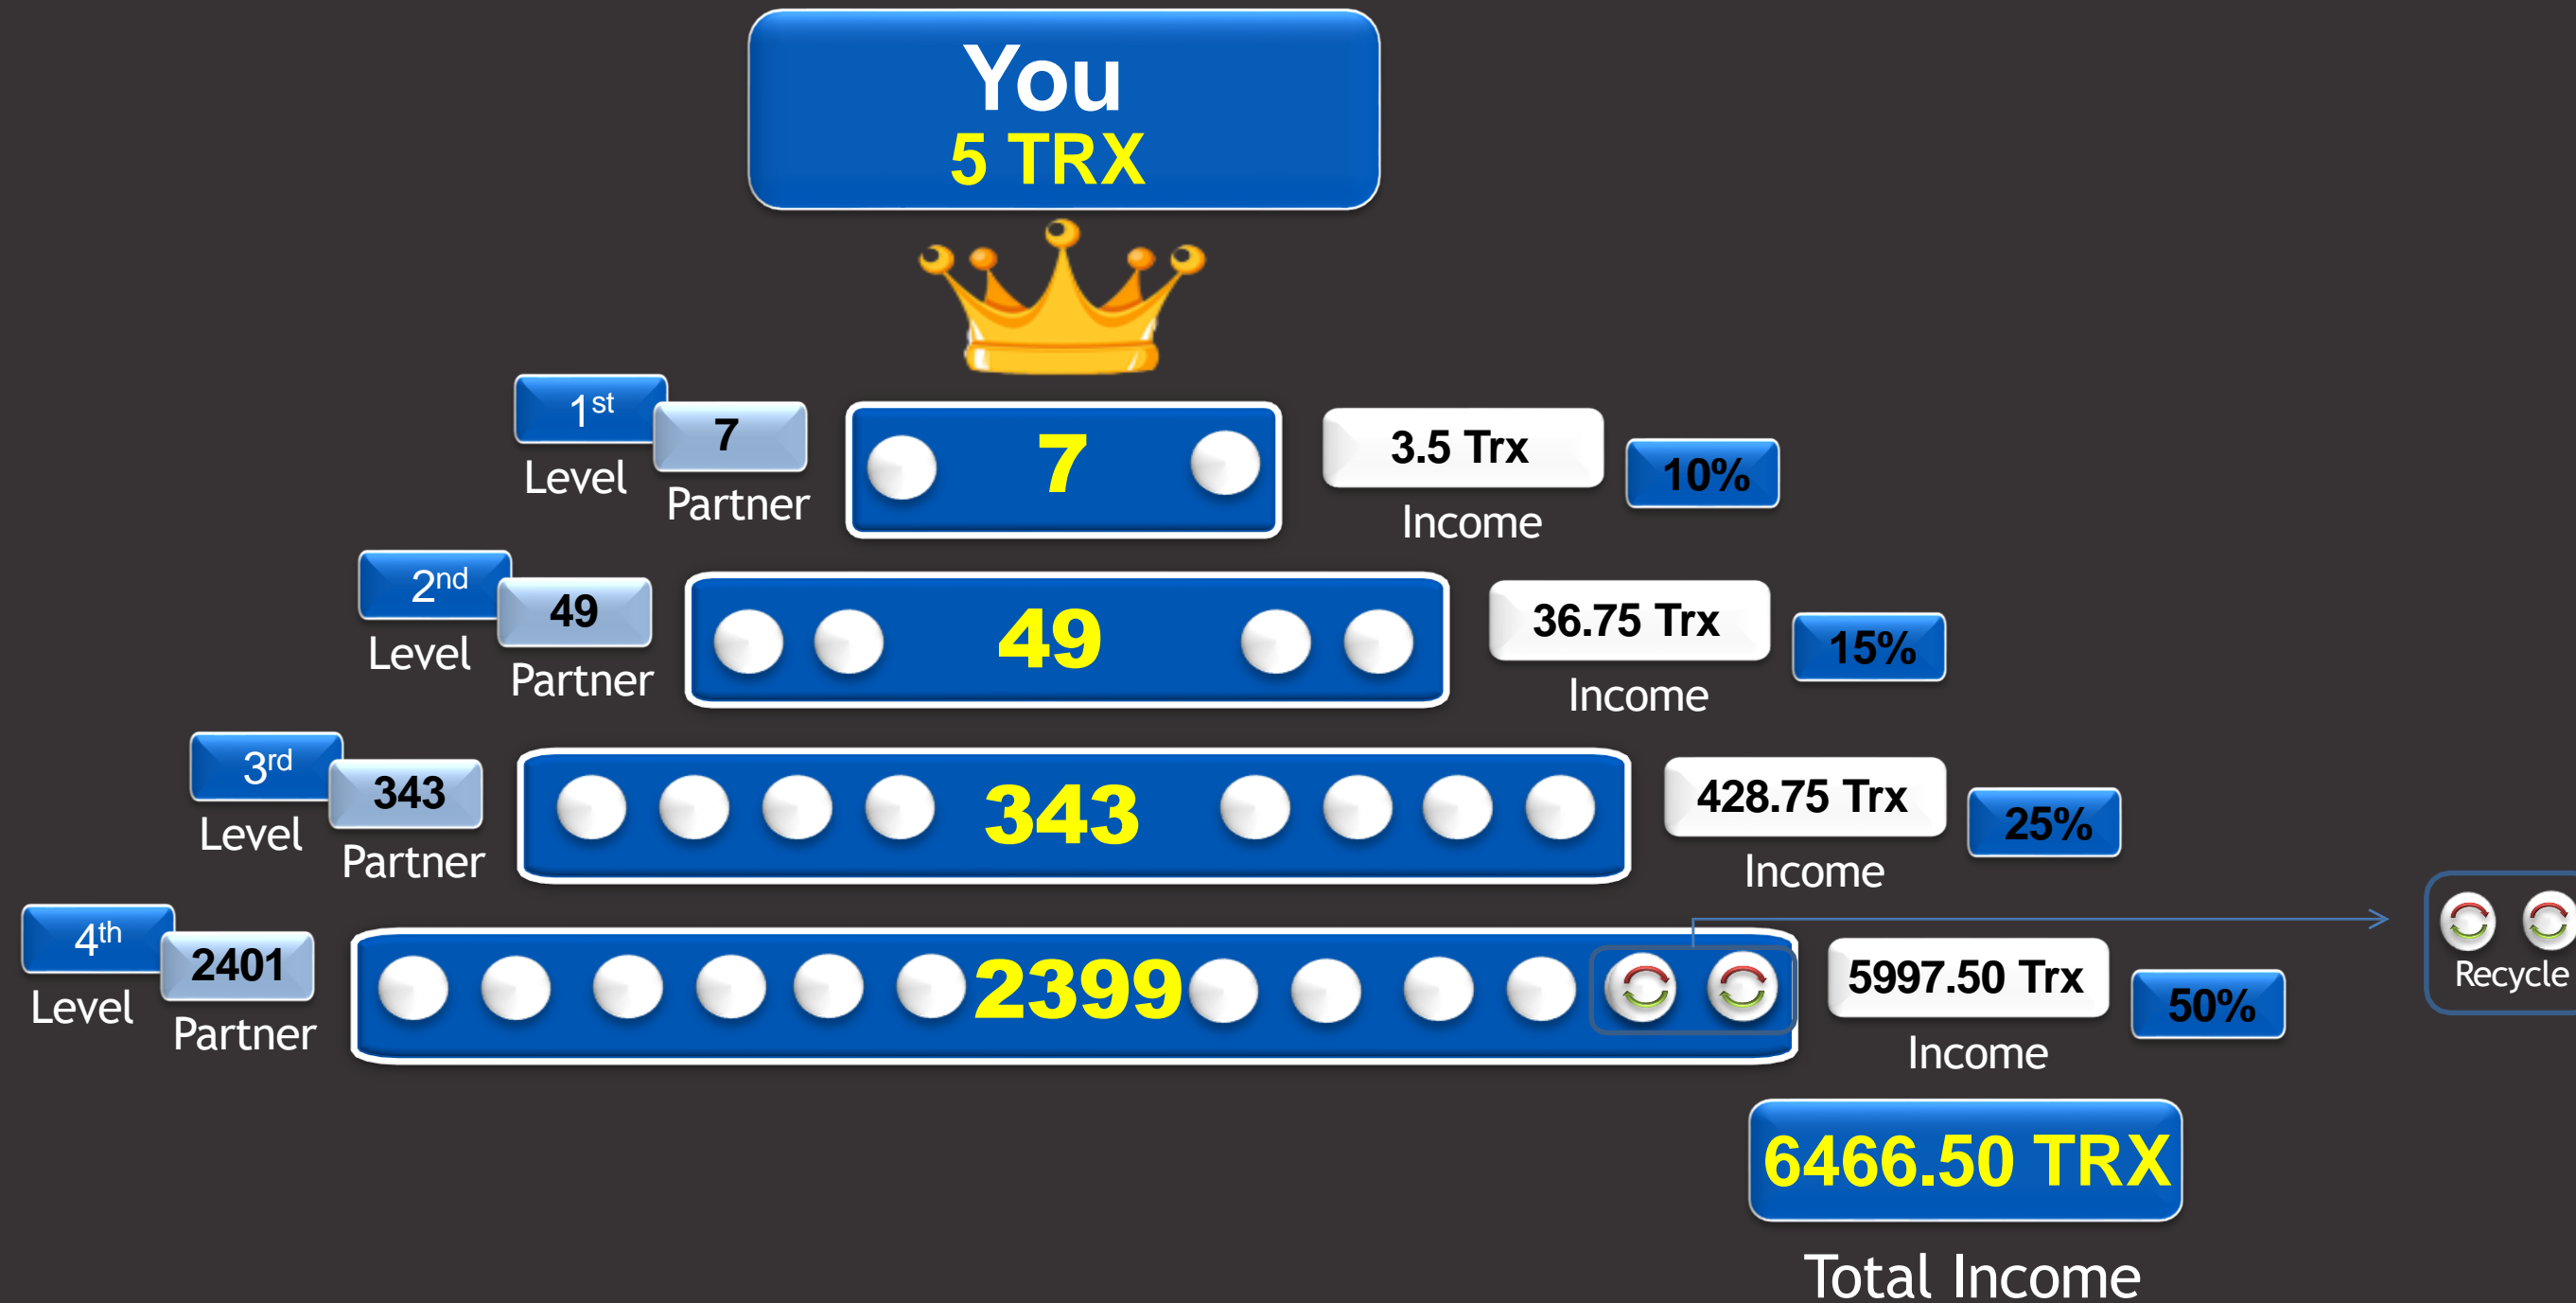 You
5 TRX
1st
Level
7
Partner
7
3.5 Trx
Income
10%
2nd
Level
49
Partner
49
36.75 Trx
Income
15%
3rd
Level
343
Partner
343
428.75 Trx
Income
25%
4th
Level
2401
Partner
2399
5997.50 Trx
Income
50%
Recycle
6466.50 TRX
Total Income